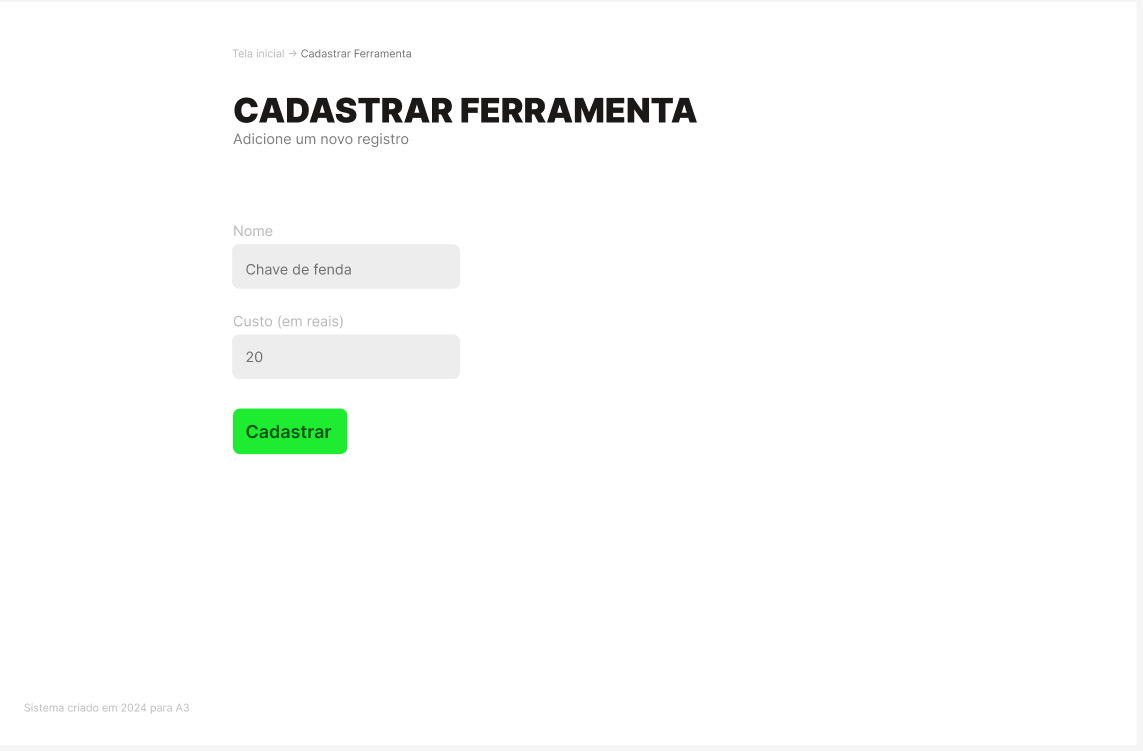 Tela inicial → Cadastrar Ferramenta
CADASTRAR FERRAMENTA
Adicione um novo registro
Nome
Chave de fenda
Custo (em reais)
20
Cadastrar
Sistema criado em 2024 para A3